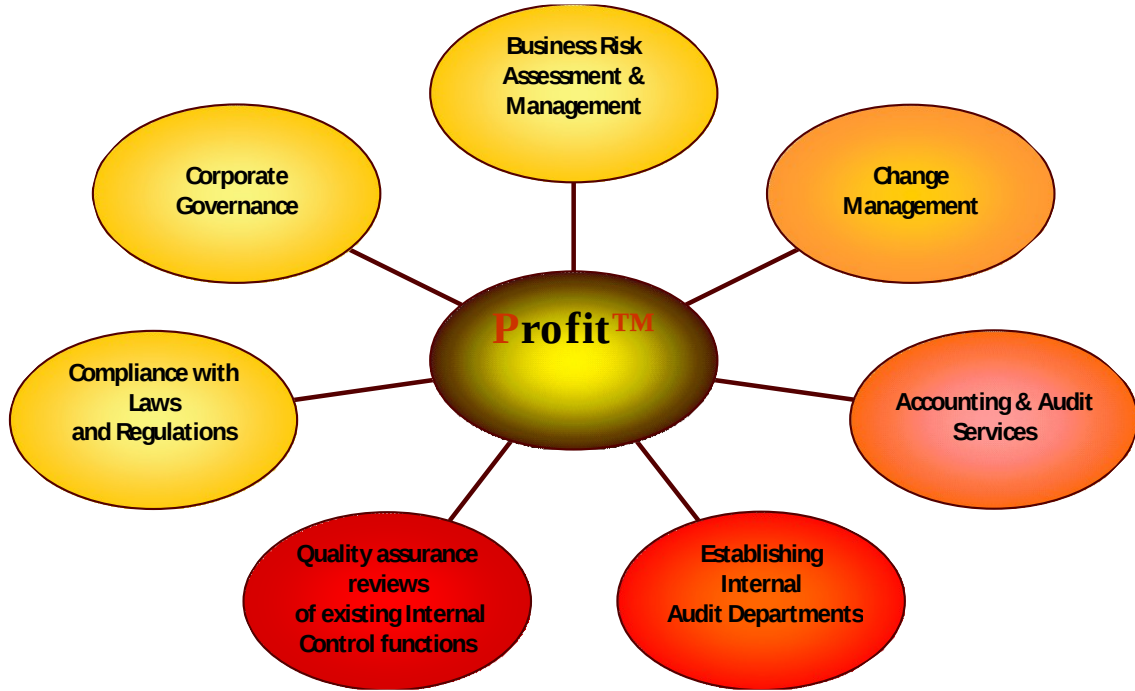 Business Risk
Assessment &
Management
Corporate
Governance
Change
Management
Profit™
Compliance with
Laws
and Regulations
Accounting & Audit
Services
Quality assurance
reviews
of existing Internal
Control functions
Establishing
Internal
Audit Departments